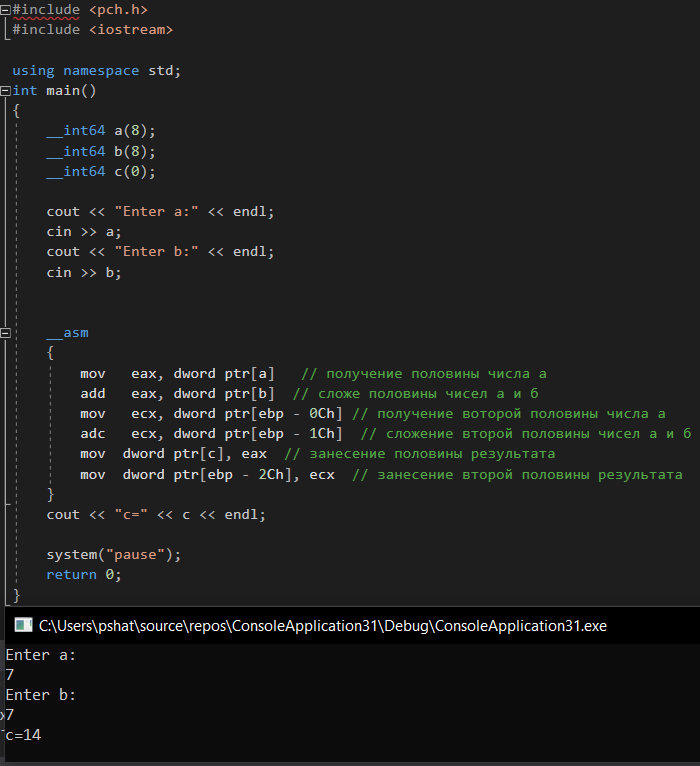 #include <pch.h>
#include <iostream>
using namespace std;
int main()
{
__int64 a(8);
__int64 b(8);
__int64 c(0);
cout << "Enter a:" << endl;
cin >> a;
cout << "Enter b:" << endl;
cin >> b;
__asm
{
mov eax, dword ptr[a] // получение половины числа а
add eax, dword ptr[b] // сложе половины чисел а и б
mov ecx, dword ptr[ebp - 0Ch] // получение воторой половины числа а
adc ecx, dword ptr[ebp - 1Ch] // сложение второй половины чисел а и б
mov dword ptr[c], eax // занесение половины результата
mov dword ptr[ebp - 2Ch], ecx // занесение второй половины результата
}
cout << "c=" << c << endl;
system("pause");
return 0;
}
C:\Users\pshat\source\repos\ConsoleApplication31\Debug\ConsoleApplication31.exe
Enter a:
7
Enter b:
7
c=14